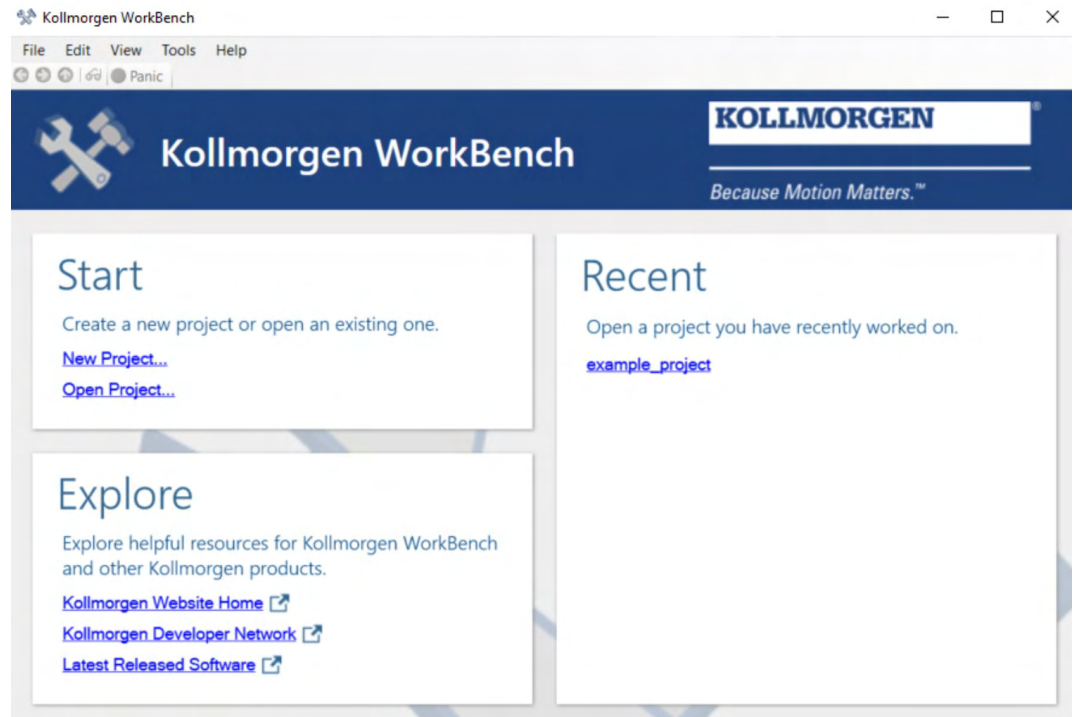 Kollmorgen WorkBench
File Edit View Tools Help
Panic
Kollmorgen WorkBench
KOLLMORGEN®
Because Motion Matters.™
Start
Create a new project or open an existing one.
New Project...
Open Project...
Recent
Open a project you have recently worked on.
example_project
Explore
Explore helpful resources for Kollmorgen WorkBench
and other Kollmorgen products.
Kollmorgen Website Home
Kollmorgen Developer Network
Latest Released Software